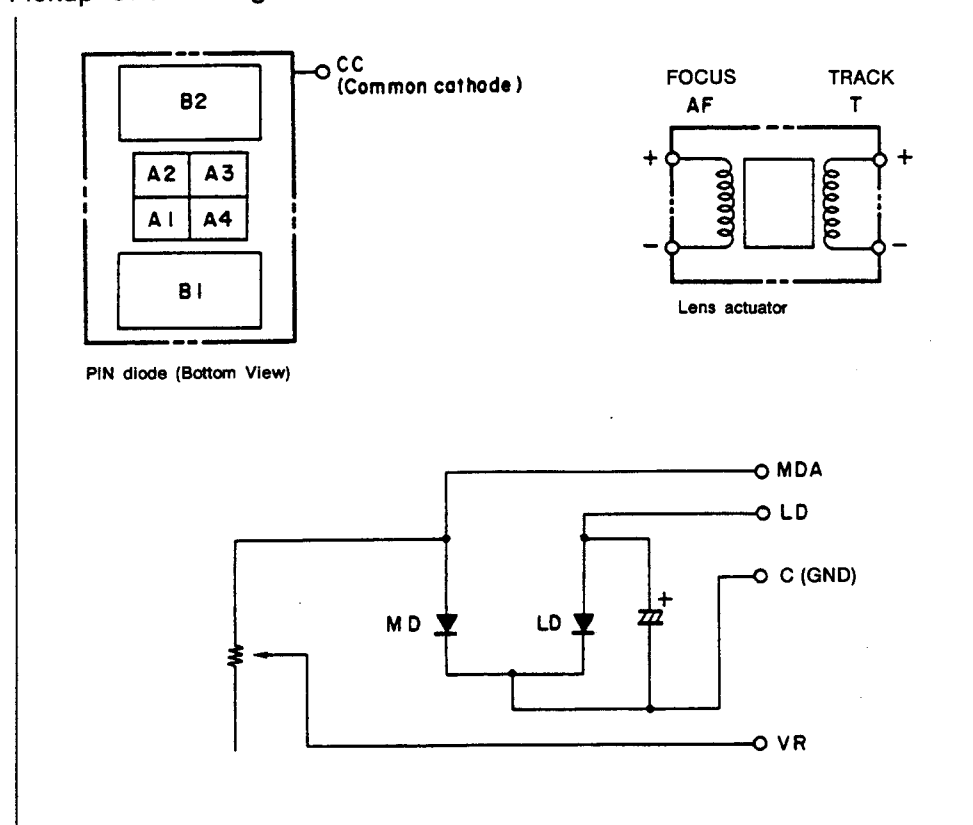 CC
(Common cathode)
B2
A2 A3
A1 A4
B1
PIN diode (Bottom View)
FOCUS TRACK
AF T
+ +
- -
Lens actuator
MDA
LD
C (GND)
MD LD +
VR